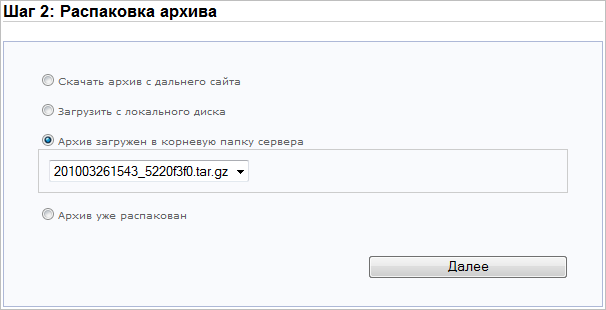 Шаг 2: Распаковка архива
Скачать архив с дальнего сайта
Загрузить с локального диска
Архив загружен в корневую папку сервера
201003261543_5220f3f0.tar.gz
Архив уже распакован
Далее